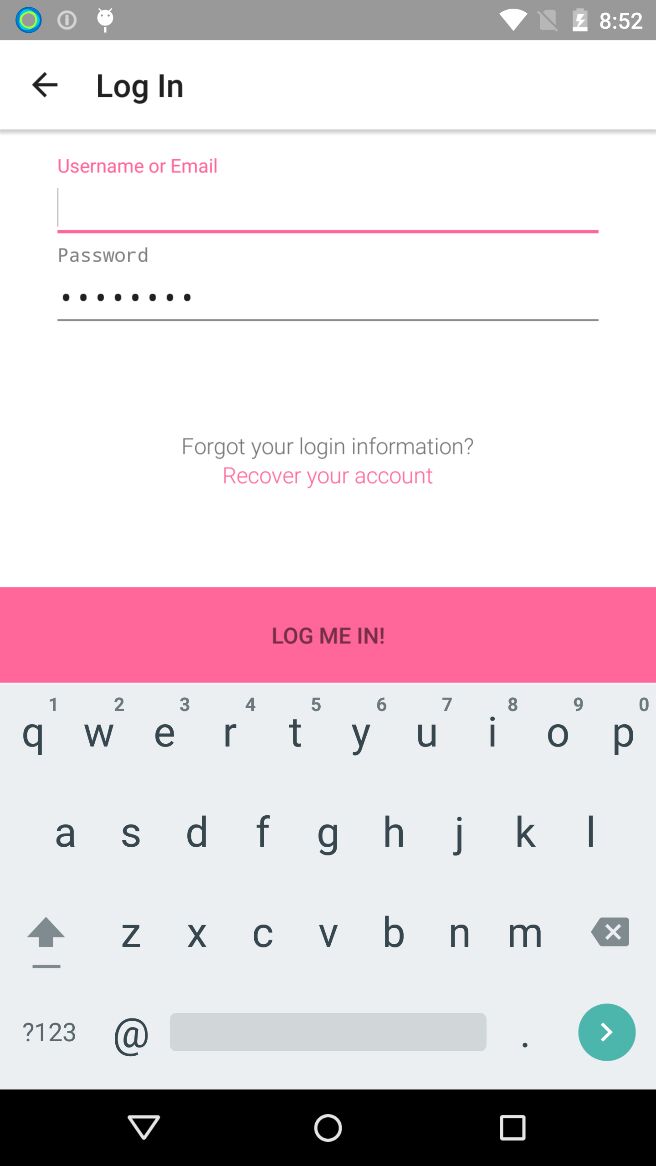 8:52
Log In
Username or Email
Password
••••••••
Forgot your login information?
Recover your account
LOG ME IN!
1 2 3 4 5 6 7 8 9 0
q w e r t y u i o p
a s d f g h j k l
z x c v b n m
?123 @ .